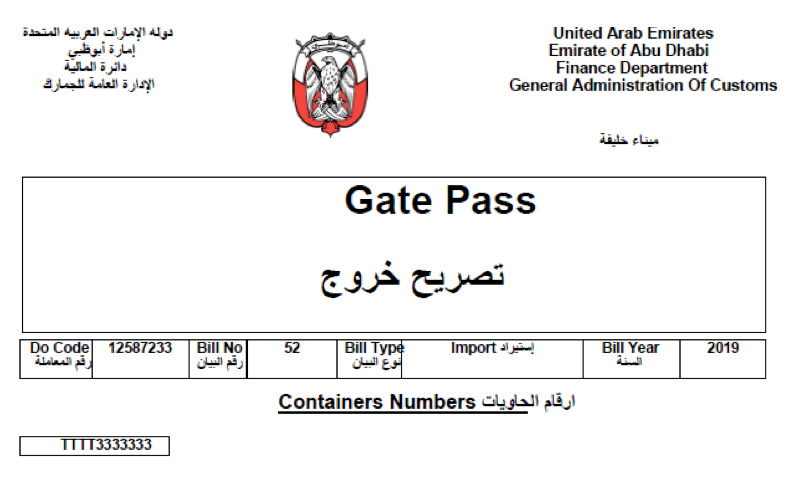 دوله الإمارات العربيه المتحدة
إمارة أبوظبي
دائرة المالية
الإدارة العامة للجمارك
United Arab Emirates
Emirate of Abu Dhabi
Finance Department
General Administration Of Customs
ميناء خليفة
Gate Pass
تصريح خروج
Do Code 12587233 Bill No 52 Bill Type Import إستيراد Bill Year 2019
رقم المعاملة رقم البيان نوع البيان السنة
Containers Numbers ارقام الحاويات
TTTT3333333